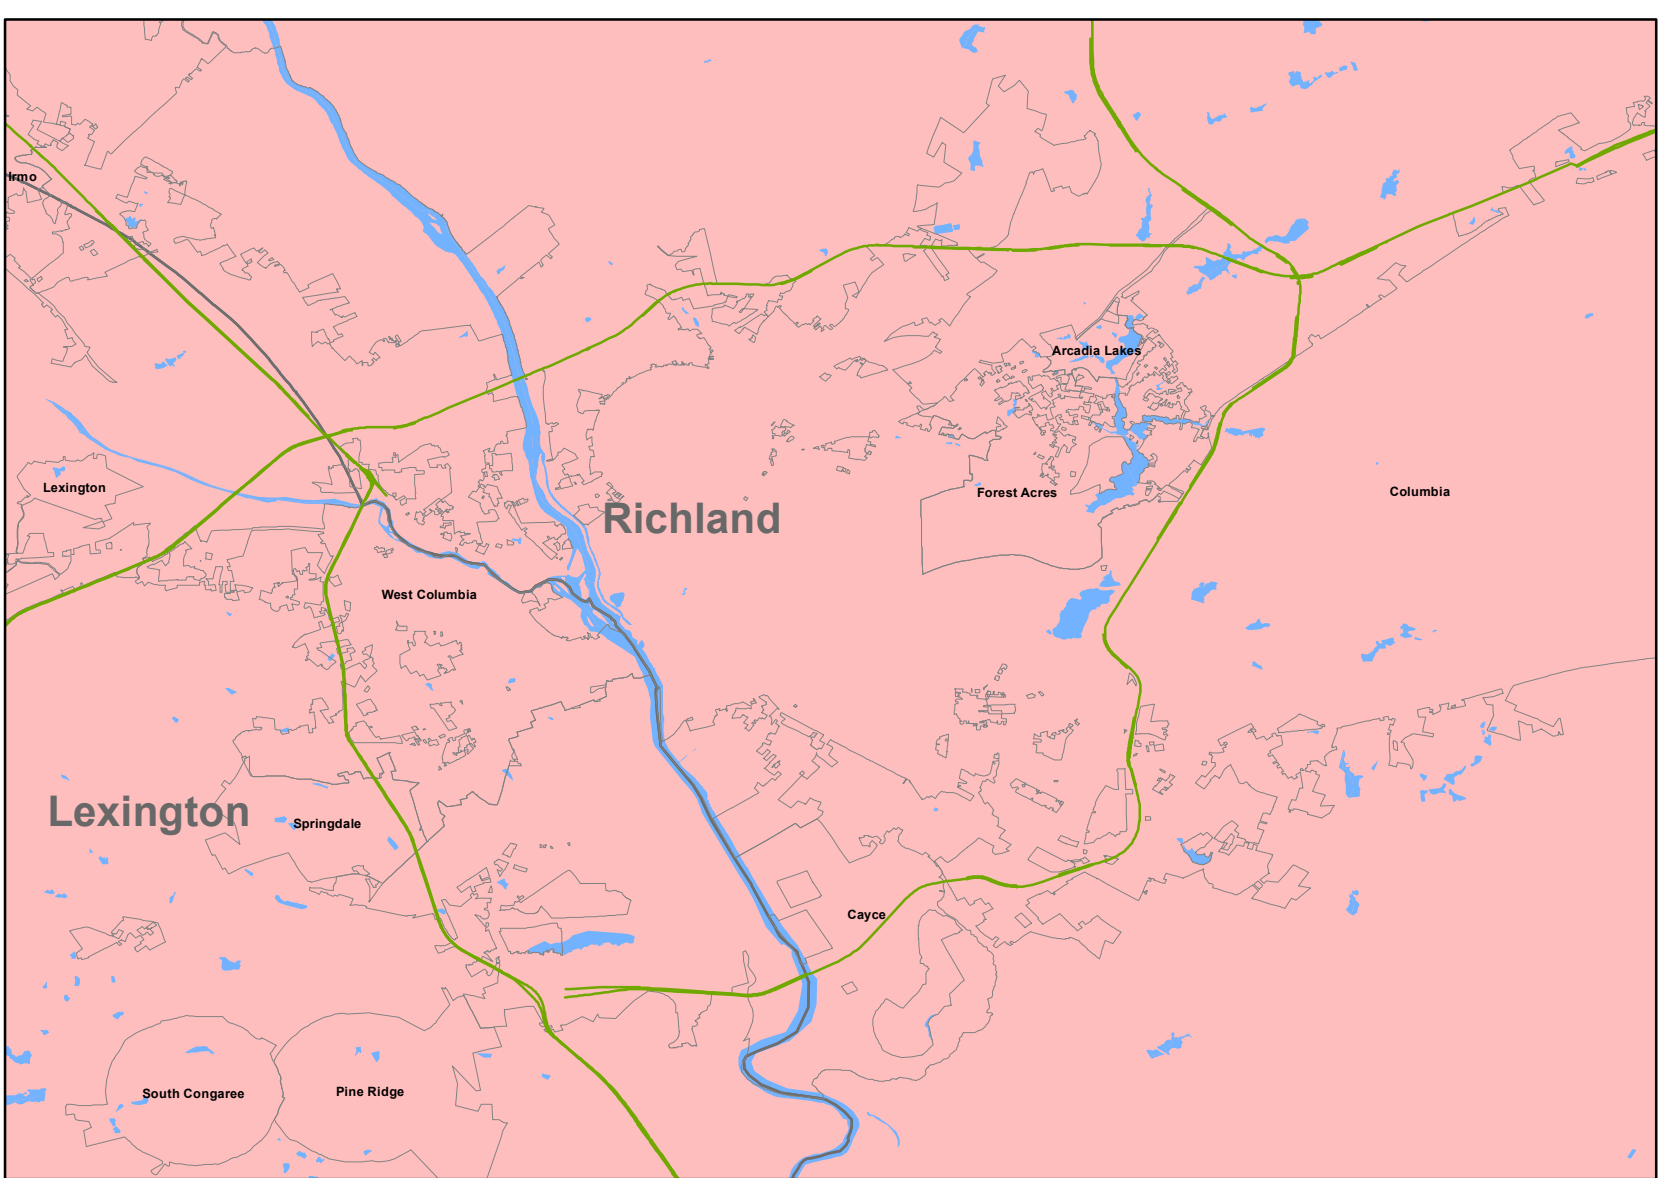 Irmo
Arcadia Lakes
Lexington
Forest Acres
Columbia
Richland
West Columbia
Lexington
Springdale
Cayce
South Congaree
Pine Ridge